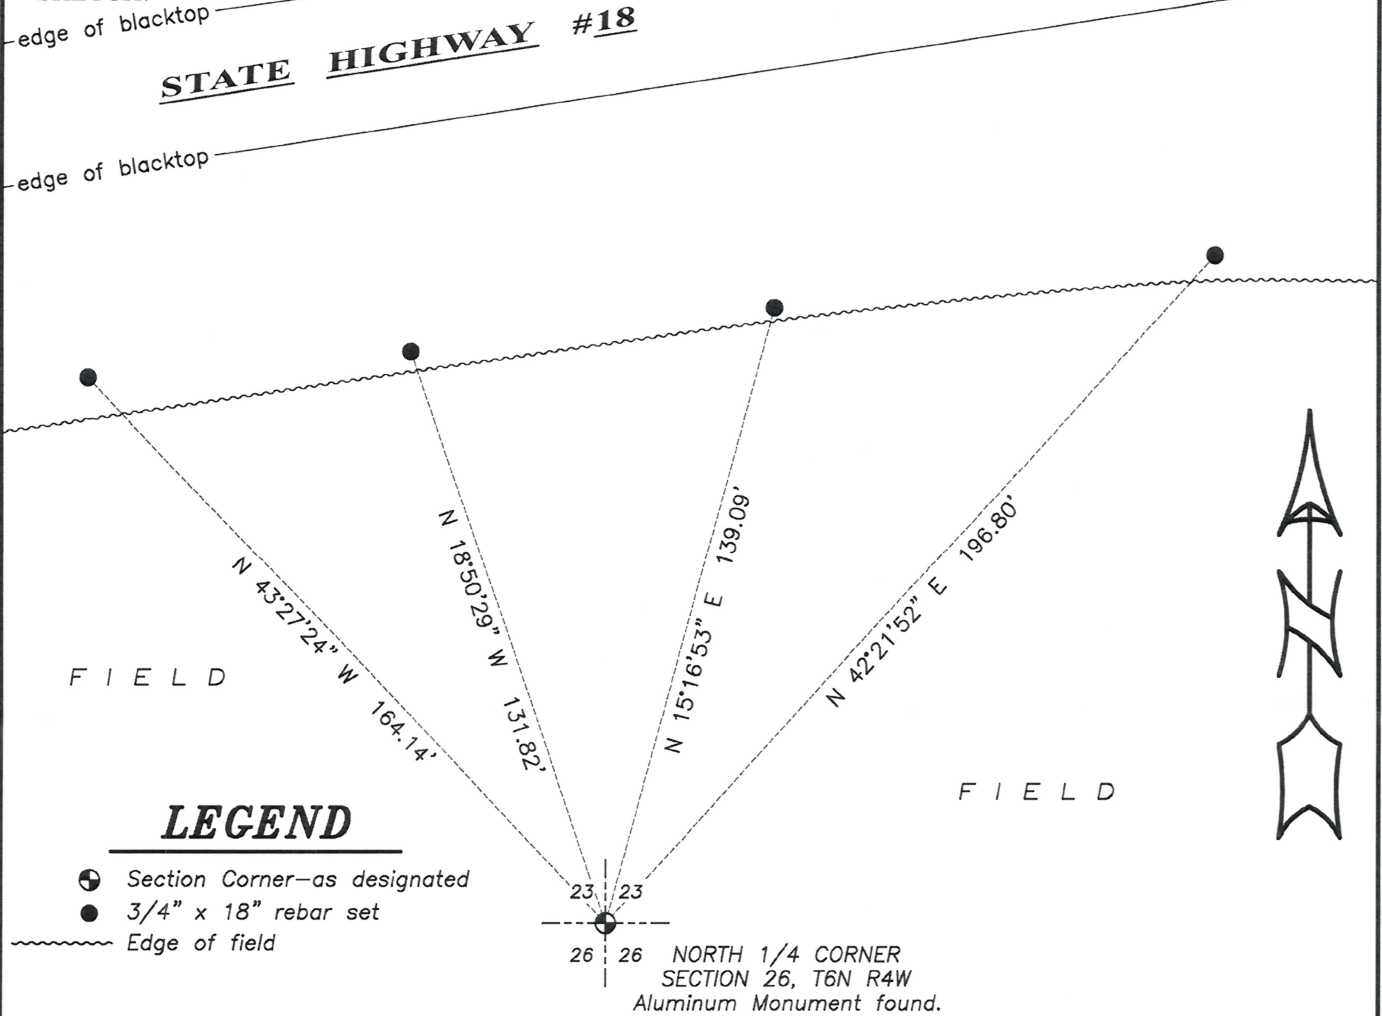 edge of blacktop
STATE HIGHWAY #18
edge of blacktop
N 43°27'24" W 164.14'
N 18°50'29" W 131.82'
N 15°16'53" E 139.09'
N 42°21'52" E 196.80'
FIELD
FIELD
N
LEGEND
Section Corner—as designated
3/4" x 18" rebar set
Edge of field
23 23
26 26
NORTH 1/4 CORNER
SECTION 26, T6N R4W
Aluminum Monument found.